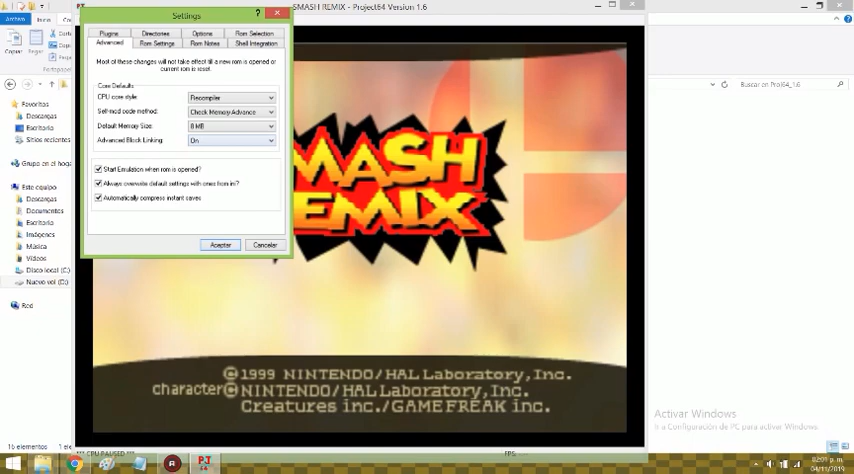 SMASH REMIX - Project64 Version 1.6
Archivo
Inicio
Copiar
Pegar
Settings
Plugins Directories Options Rom Selection
Advanced Rom Settings Rom Notes Shell Integration
Most of these changes will not take effect till a new rom is opened or
current rom is reset.
Core Defaults
CPU core style: Recompiler
Self-mod code method: Check Memory Advance
Default Memory Size: 8 MB
Advanced Block Linking: On
Start Emulation when rom is opened?
Always overwrite default settings with ones from ini?
Automatically compress instant saves
Aceptar Cancelar
Favoritos
Descargas
Escritorio
Sitios recientes
Grupo en el hoga
Este equipo
Descargas
Documentos
Escritorio
Imágenes
Música
Vídeos
Disco local (C:)
Nuevo vol (D:)
Red
Buscar en Proj64_1.6
MASH
EMIX
©1999 NINTENDO/HAL Laboratory, Inc.
character©NINTENDO/HAL Laboratory, Inc.
Creatures inc./GAMEFREAK inc.
Activar Windows
Ir a Configuración de PC para activar Windows.
16 elementos
*** CPU PAUSED ***
FPS:
02:01 p. m.
04/11/2019